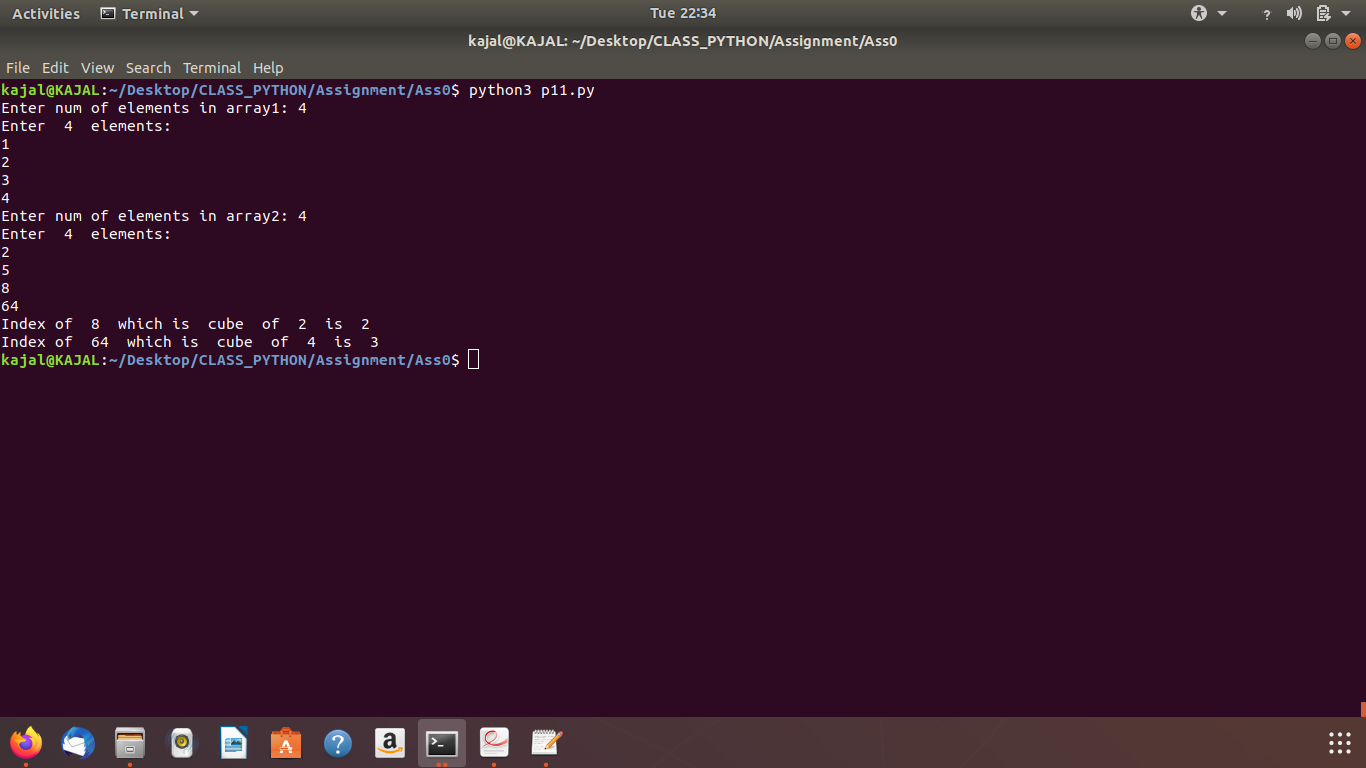 Activities Terminal Tue 22:34
kajal@KAJAL: ~/Desktop/CLASS_PYTHON/Assignment/Ass0
File Edit View Search Terminal Help
kajal@KAJAL:~/Desktop/CLASS_PYTHON/Assignment/Ass0$ python3 p11.py
Enter num of elements in array1: 4
Enter  4  elements:
1
2
3
4
Enter num of elements in array2: 4
Enter  4  elements:
2
5
8
64
Index of  8  which is  cube  of  2  is  2
Index of  64  which is  cube  of  4  is  3
kajal@KAJAL:~/Desktop/CLASS_PYTHON/Assignment/Ass0$